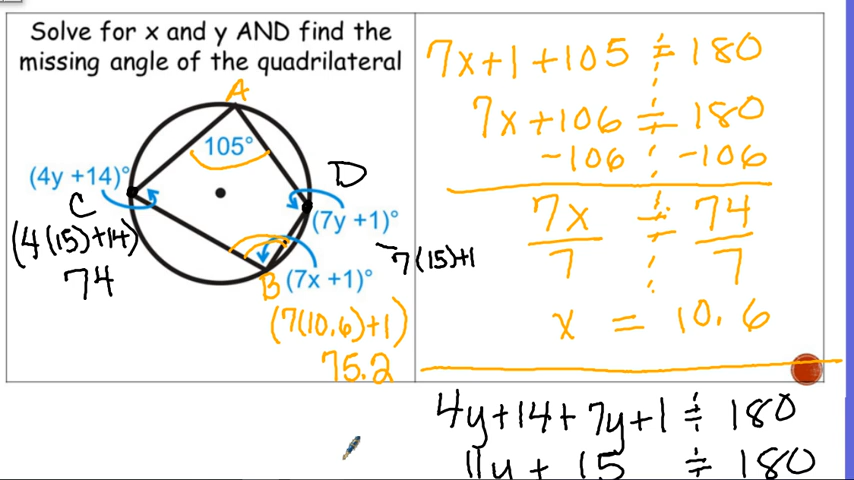 Solve for x and y AND find the
missing angle of the quadrilateral
A
105°
(4y +14)°
D
C
(7y +1)°
(4(15)+14)
74
7(15)+1
B
(7x +1)°
(7(10.6)+1)
75.2
7x+1+105 = 180
7x+106 = 180
-106 -106
7x = 74
7 7
x = 10.6
4y+14+7y+1 = 180
11y + 15 = 180